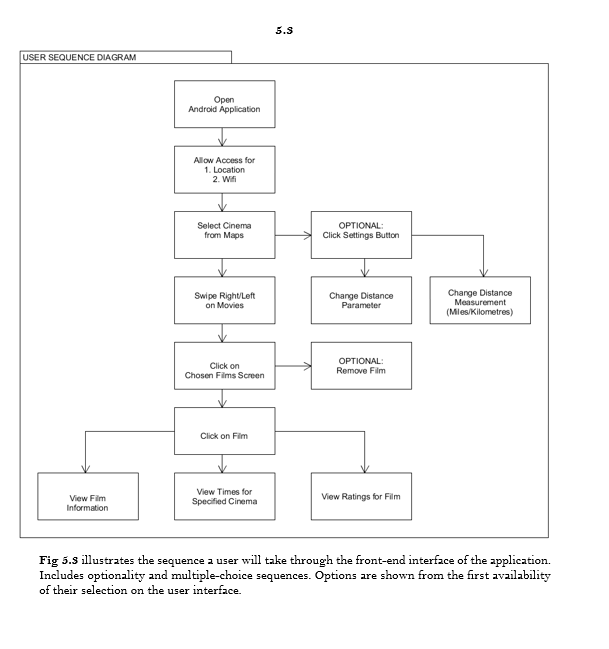 5.3
USER SEQUENCE DIAGRAM
Open
Android Application
Allow Access for
1. Location
2. Wifi
Select Cinema
from Maps
OPTIONAL:
Click Settings Button
Swipe Right/Left
on Movies
Change Distance
Parameter
Change Distance
Measurement
(Miles/Kilometres)
Click on
Chosen Films Screen
OPTIONAL:
Remove Film
Click on Film
View Film
Information
View Times for
Specified Cinema
View Ratings for Film
Fig 5.3 illustrates the sequence a user will take through the front-end interface of the application.
Includes optionality and multiple-choice sequences. Options are shown from the first availability
of their selection on the user interface.